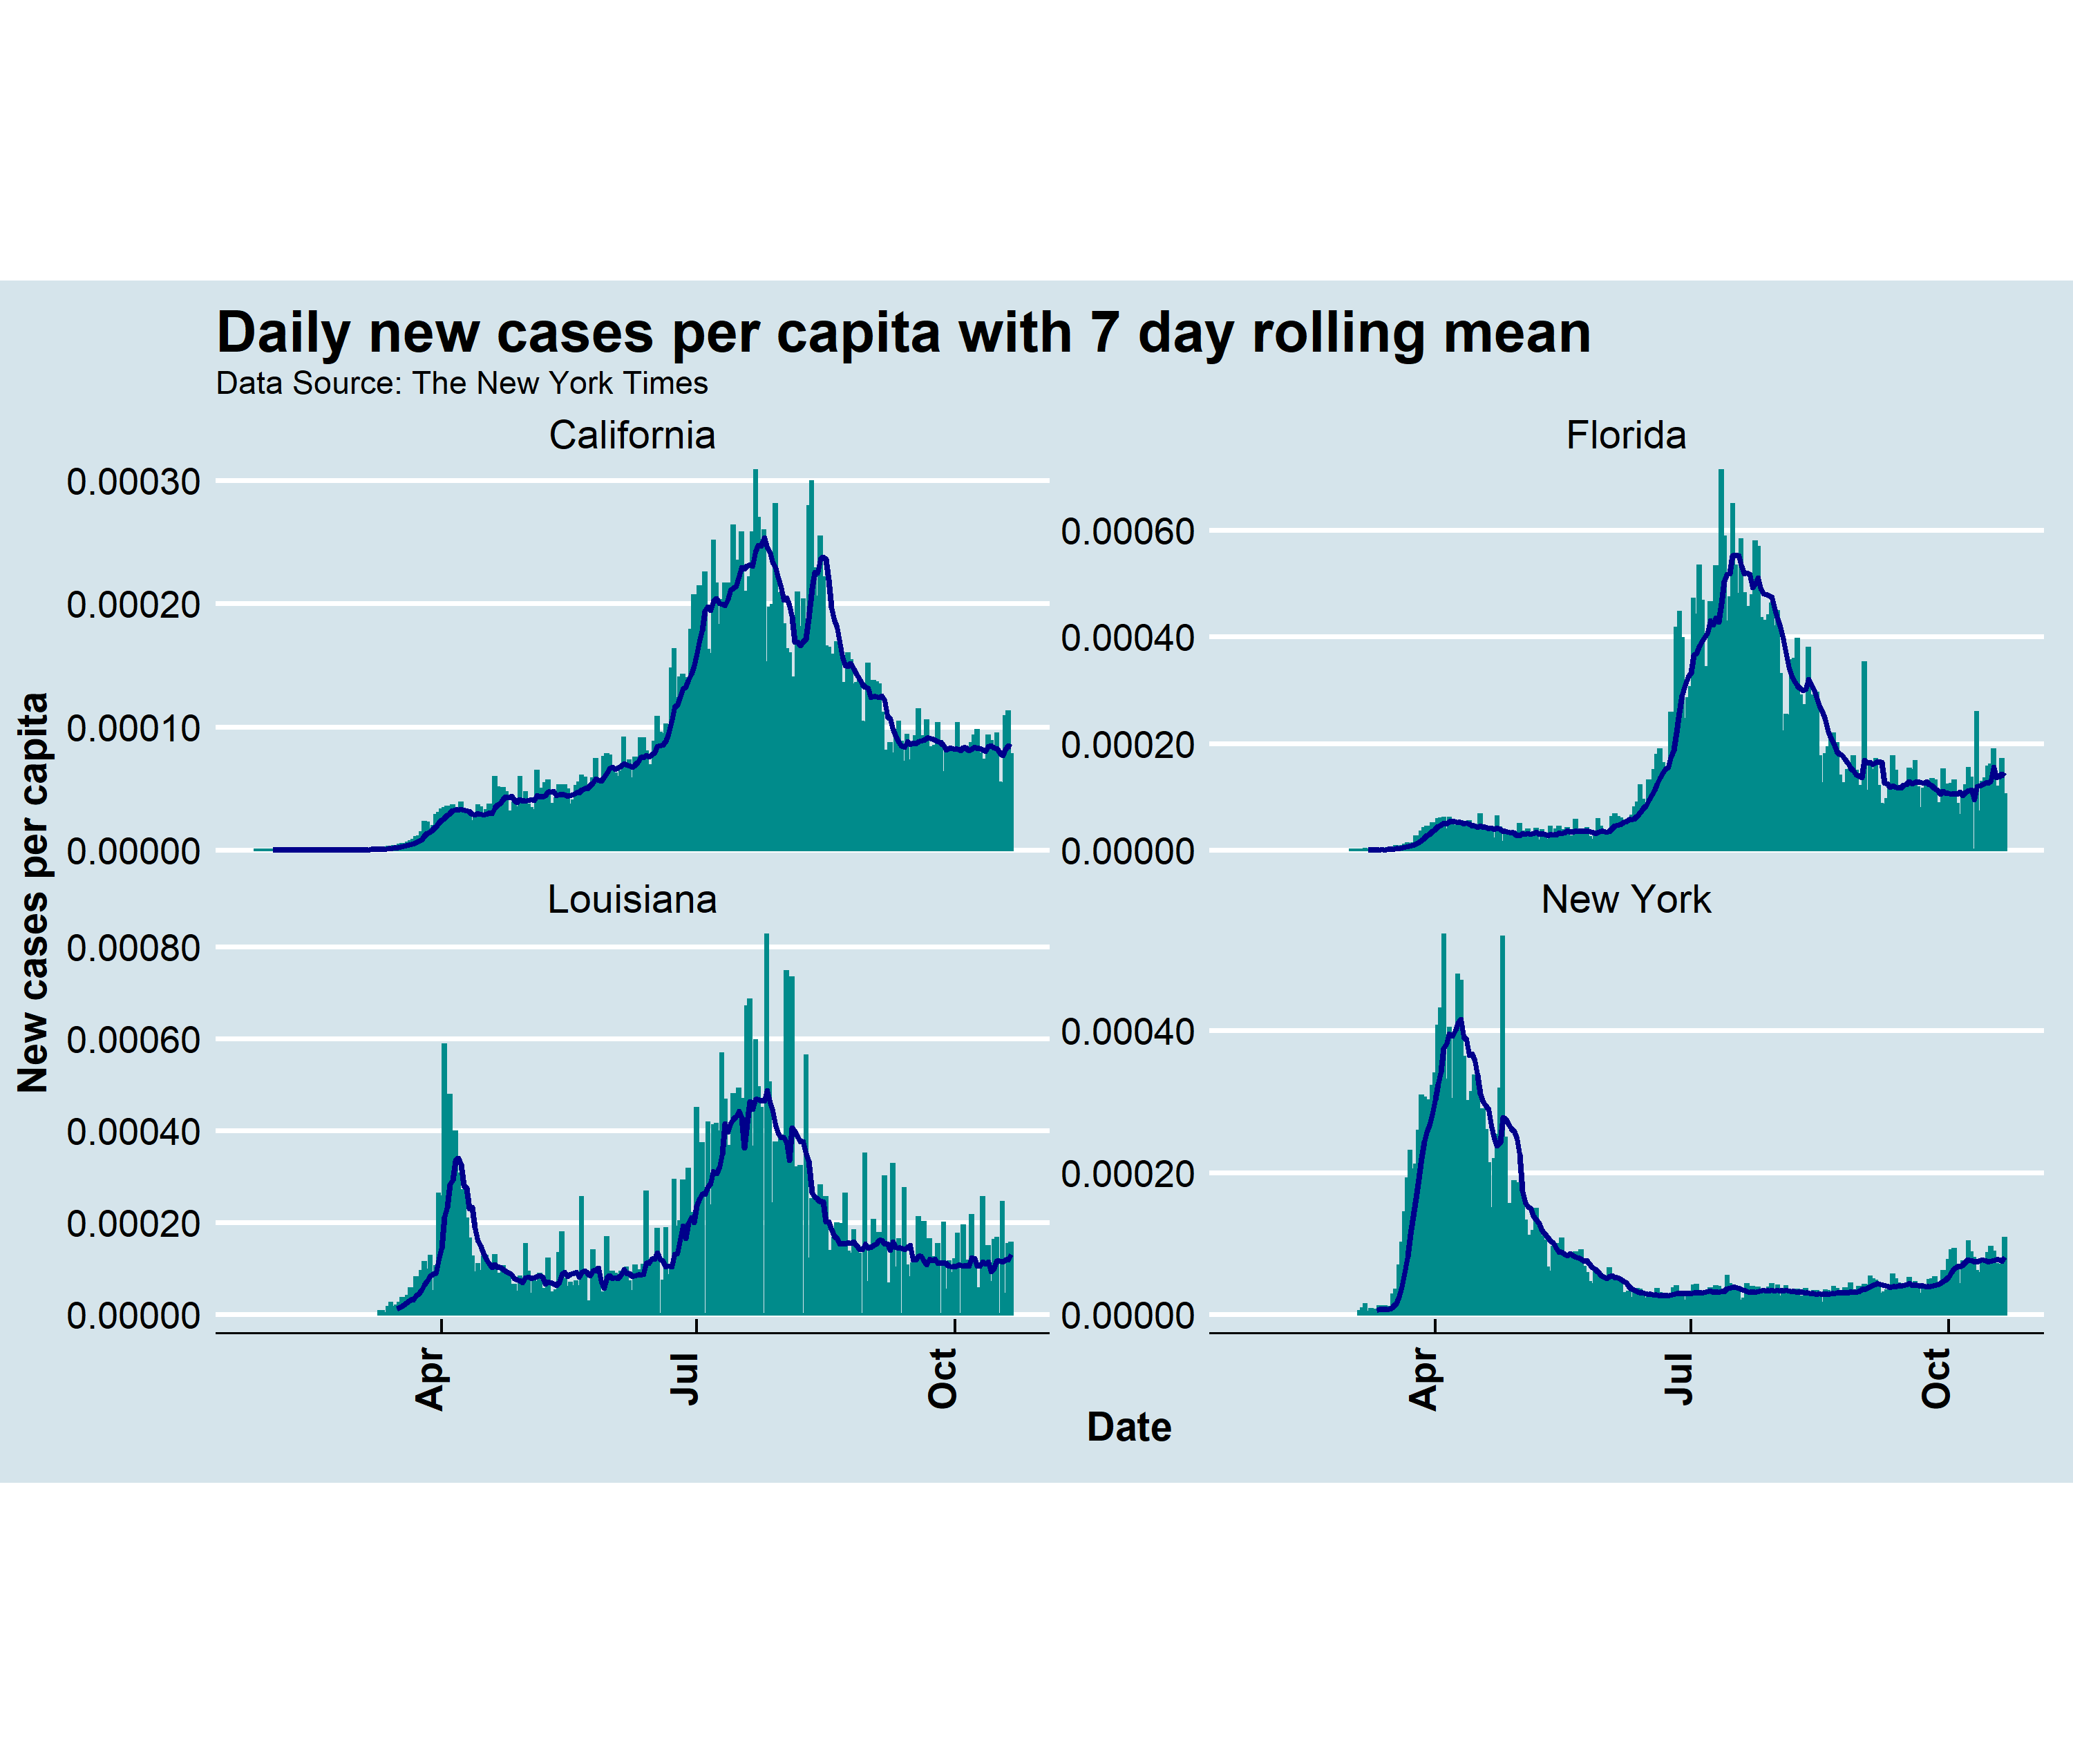 Daily new cases per capita with 7 day rolling mean
Data Source: The New York Times
California
0.00030
0.00020
0.00010
0.00000
Florida
0.00060
0.00040
0.00020
0.00000
New cases per capita
Louisiana
0.00080
0.00060
0.00040
0.00020
0.00000
Apr
Jul
Oct
New York
0.00040
0.00020
0.00000
Apr
Jul
Oct
Date